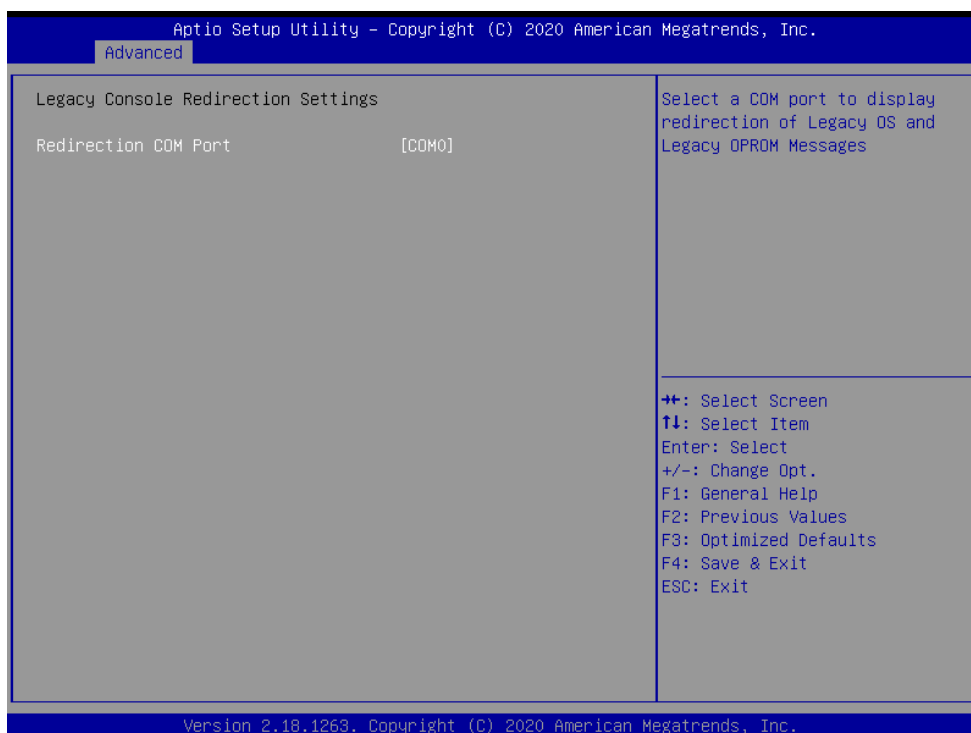 Aptio Setup Utility – Copyright (C) 2020 American Megatrends, Inc.
Advanced
Legacy Console Redirection Settings
Redirection COM Port [COM0]
Select a COM port to display
redirection of Legacy OS and
Legacy OPROM Messages
→←: Select Screen
↑↓: Select Item
Enter: Select
+/-: Change Opt.
F1: General Help
F2: Previous Values
F3: Optimized Defaults
F4: Save & Exit
ESC: Exit
Version 2.18.1263. Copyright (C) 2020 American Megatrends, Inc.